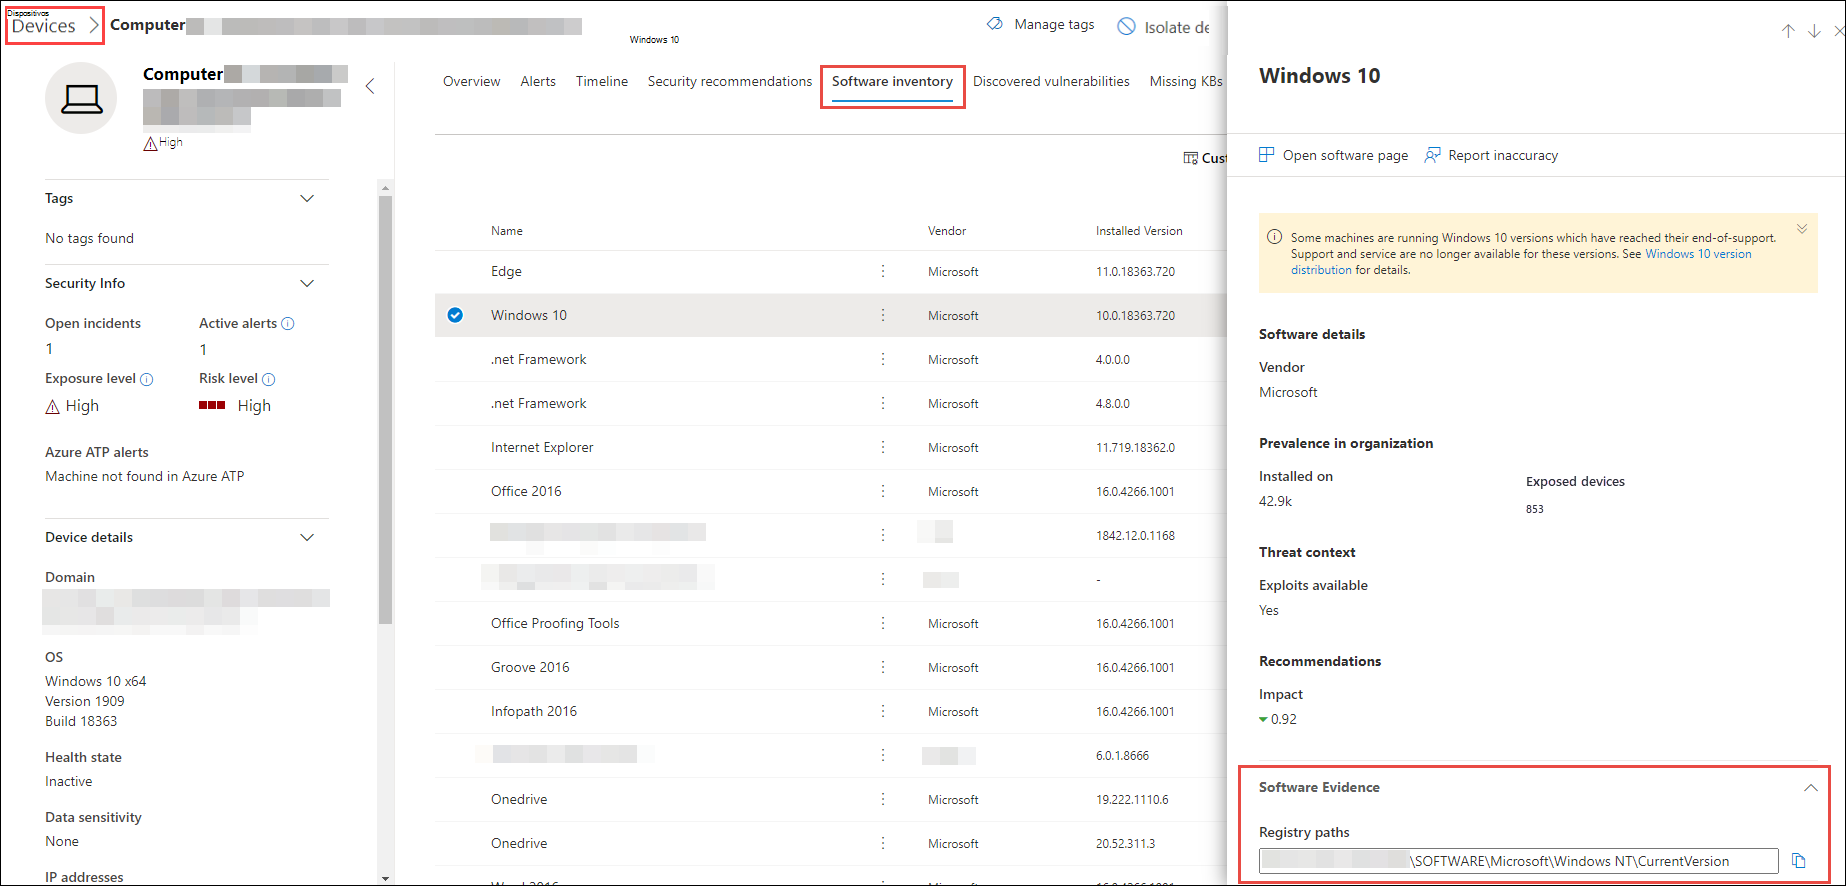 Dispositivos
Devices
Computer
Windows 10
Manage tags
Isolate de
Computer
High
Tags
No tags found
Security Info
Open incidents
Active alerts
1
1
Exposure level
Risk level
High
High
Azure ATP alerts
Machine not found in Azure ATP
Device details
Domain
OS
Windows 10 x64
Version 1909
Build 18363
Health state
Inactive
Data sensitivity
None
IP addresses
Overview Alerts Timeline Security recommendations Software inventory Discovered vulnerabilities Missing KBs
Cust
Name Vendor Installed Version
Edge Microsoft 11.0.18363.720
Windows 10 Microsoft 10.0.18363.720
.net Framework Microsoft 4.0.0.0
.net Framework Microsoft 4.8.0.0
Internet Explorer Microsoft 11.719.18362.0
Office 2016 Microsoft 16.0.4266.1001
1842.12.0.1168
-
Office Proofing Tools Microsoft 16.0.4266.1001
Groove 2016 Microsoft 16.0.4266.1001
Infopath 2016 Microsoft 16.0.4266.1001
6.0.1.8666
Onedrive Microsoft 19.222.1110.6
Onedrive Microsoft 20.52.311.3
Windows 10
Open software page
Report inaccuracy
Some machines are running Windows 10 versions which have reached their end-of-support.
Support and service are no longer available for these versions. See Windows 10 version
distribution for details.
Software details
Vendor
Microsoft
Prevalence in organization
Installed on
Exposed devices
42.9k
853
Threat context
Exploits available
Yes
Recommendations
Impact
0.92
Software Evidence
Registry paths
\SOFTWARE\Microsoft\Windows NT\CurrentVersion